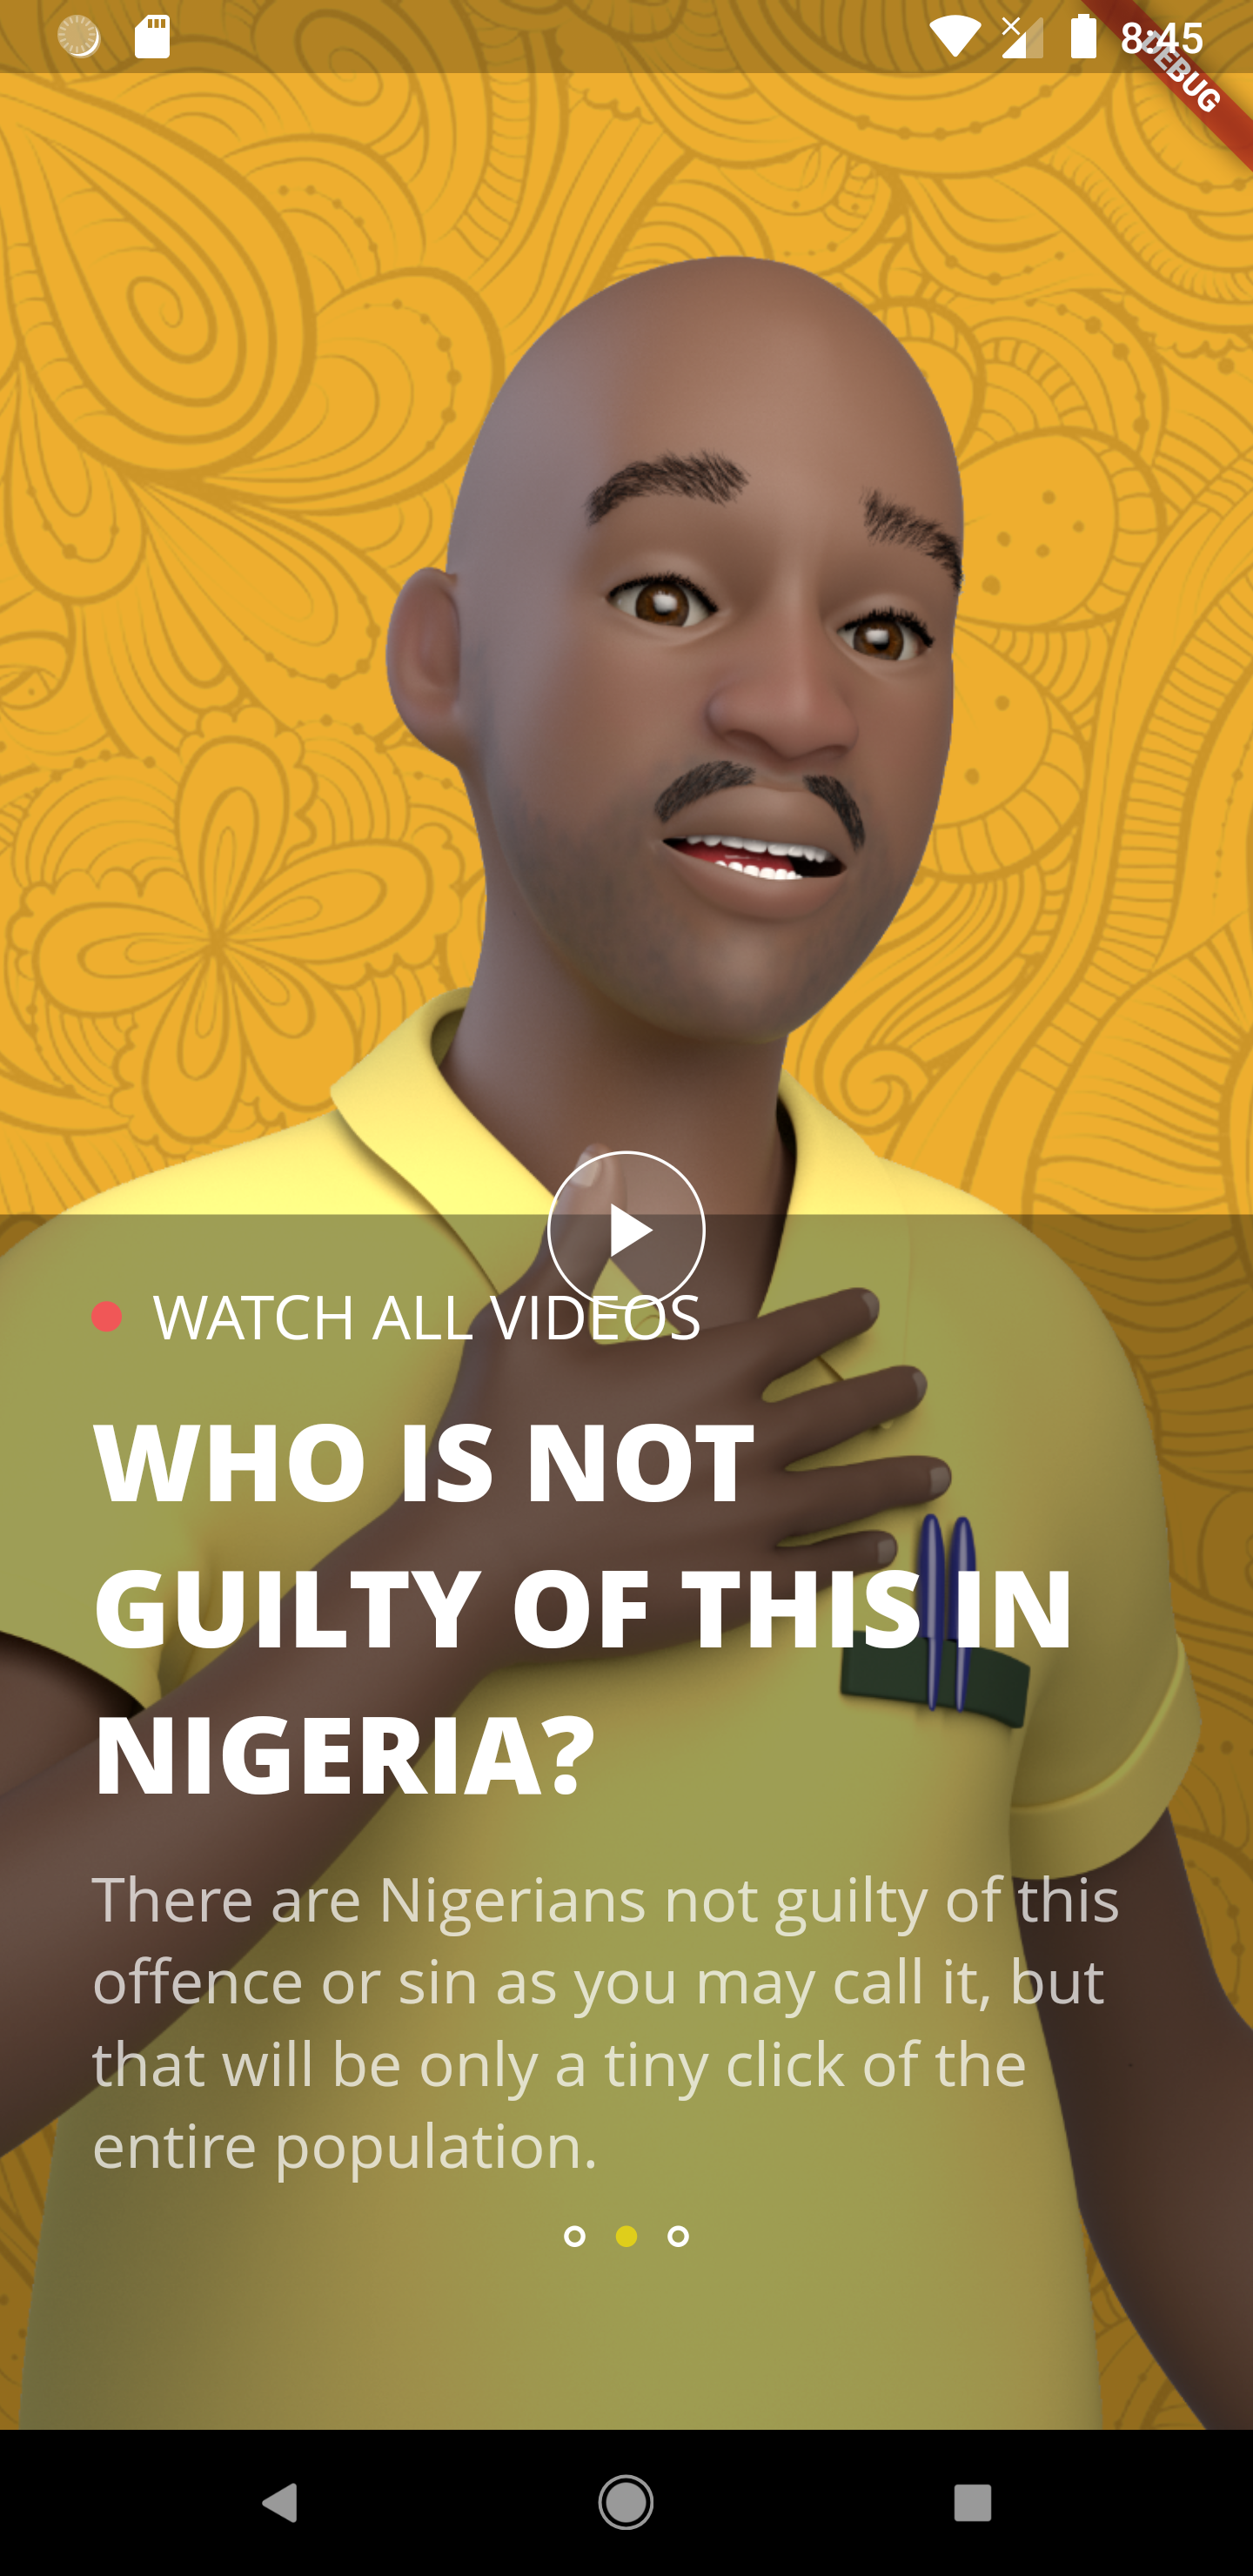 8:45
DEBUG
WATCH ALL VIDEOS
WHO IS NOT
GUILTY OF THIS IN
NIGERIA?
There are Nigerians not guilty of this
offence or sin as you may call it, but
that will be only a tiny click of the
entire population.